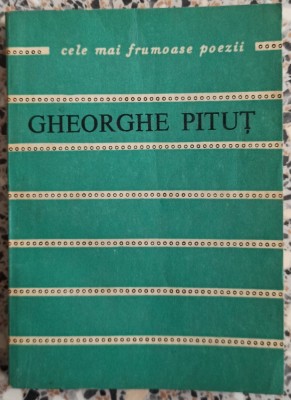 cele mai frumoase poezii
GHEORGHE PITUȚ